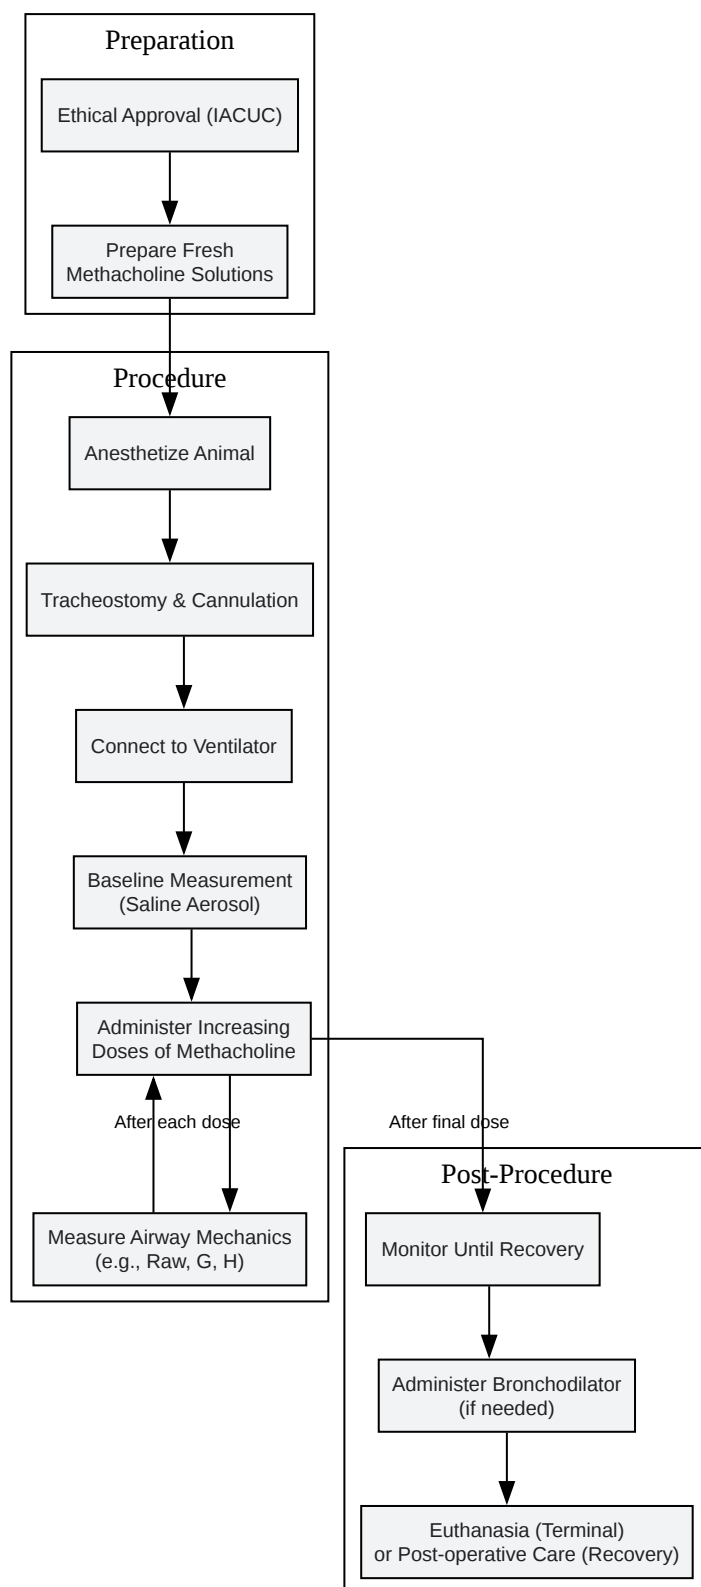 Preparation
Ethical Approval (IACUC)
Prepare Fresh
Methacholine Solutions
Procedure
Anesthetize Animal
Tracheostomy & Cannulation
Connect to Ventilator
Baseline Measurement
(Saline Aerosol)
Administer Increasing
Doses of Methacholine
After each dose
Measure Airway Mechanics
(e.g., Raw, G, H)
After final dose
Post-Procedure
Monitor Until Recovery
Administer Bronchodilator
(if needed)
Euthanasia (Terminal)
or Post-operative Care (Recovery)